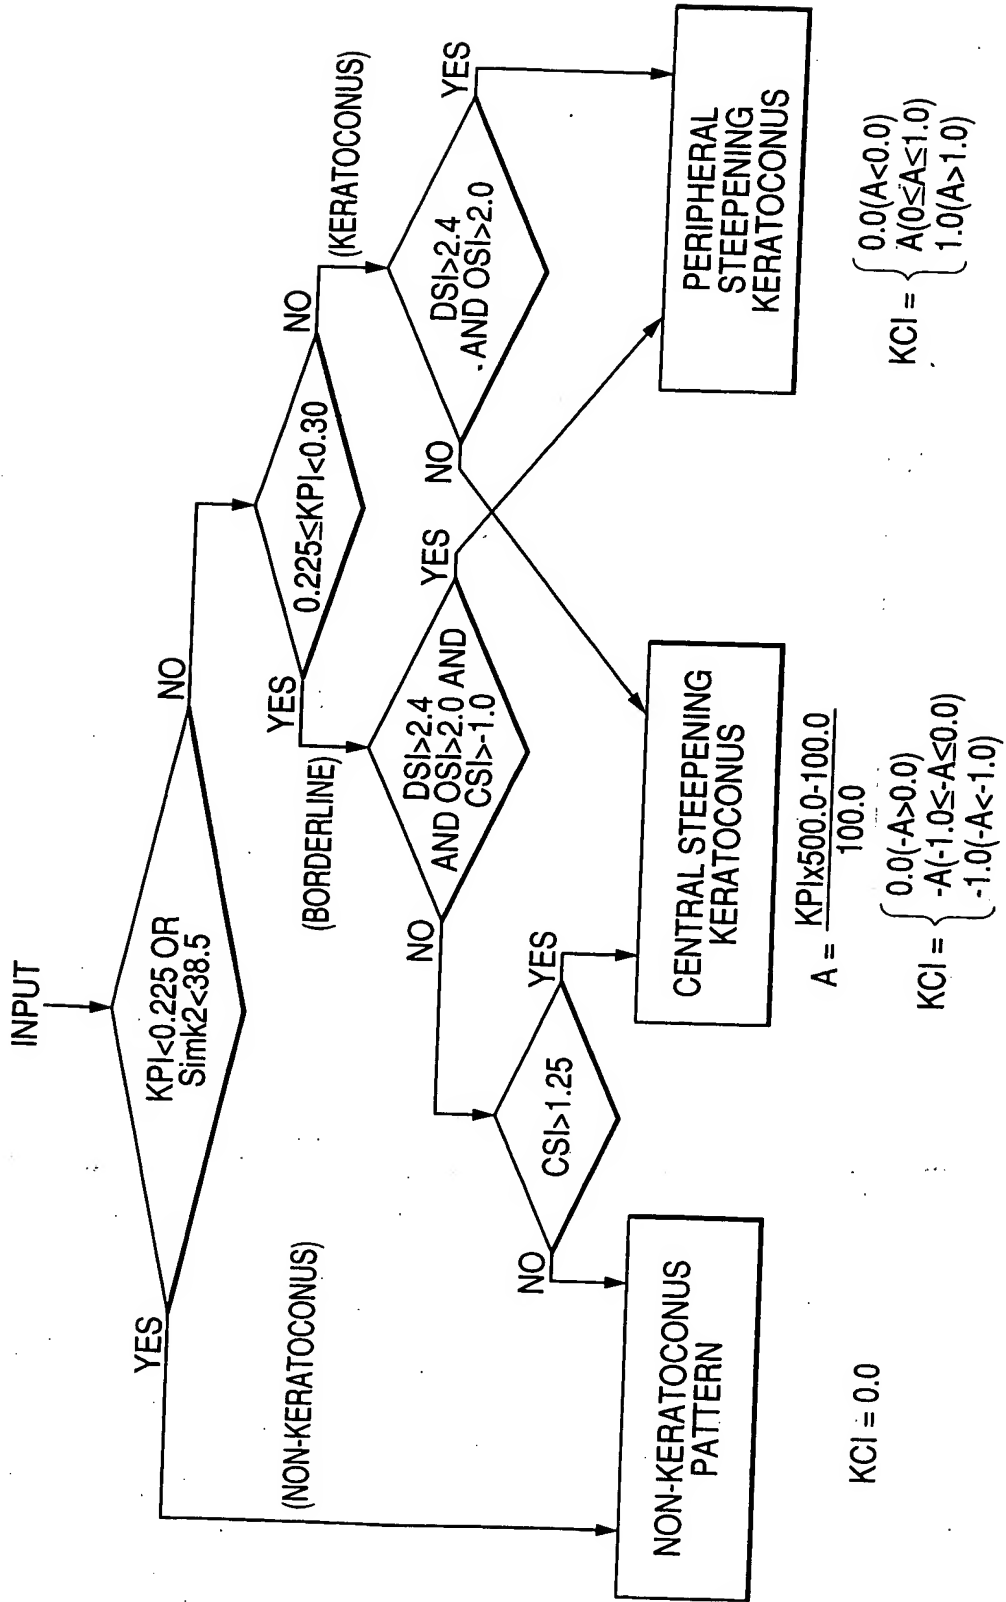 INPUT
KPI<0.225 OR
Simk2<38.5
YES
NO
(NON-KERATOCONUS)
0.225≤KPI<0.30
YES
NO
(BORDERLINE)
(KERATOCONUS)
DSI>2.4
AND OSI>2.0 AND
CSI>-1.0
NO
YES
DSI>2.4
AND OSI>2.0
NO
YES
CSI>1.25
NO
YES
NON-KERATOCONUS
PATTERN
CENTRAL STEEPENING
KERATOCONUS
PERIPHERAL
STEEPENING
KERATOCONUS
KCI = 0.0
A = KPIx500.0-100.0
100.0
KCI = { 0.0(-A>0.0)
-A(-1.0≤-A≤0.0)
-1.0(-A<-1.0)
KCI = { 0.0(A<0.0)
A(0≤A≤1.0)
1.0(A>1.0)